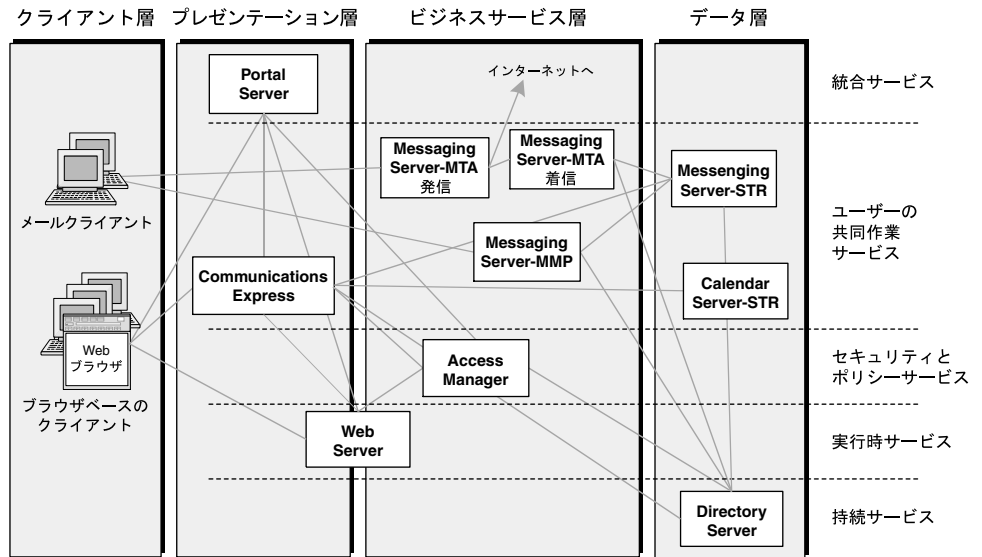 クライアント層
プレゼンテーション層
ビジネスサービス層
データ層
Portal
Server
インターネットへ
統合サービス
Messaging
Server-MTA
発信
Messaging
Server-MTA
着信
Messenging
Server-STR
メールクライアント
Messaging
Server-MMP
ユーザーの
共同作業
サービス
Communications
Express
Calendar
Server-STR
Web
ブラウザ
ブラウザベースの
クライアント
Access
Manager
セキュリティと
ポリシーサービス
Web
Server
実行時サービス
Directory
Server
持続サービス